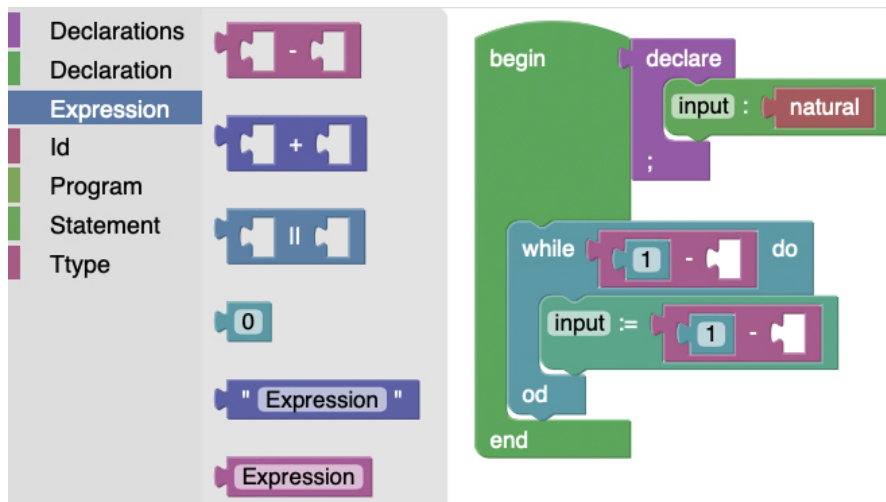 Declarations
Declaration
Expression
Id
Program
Statement
Ttype
-
+
||
0
" Expression "
Expression
begin declare
input : natural
;
while 1 - do
input := 1 -
od
end